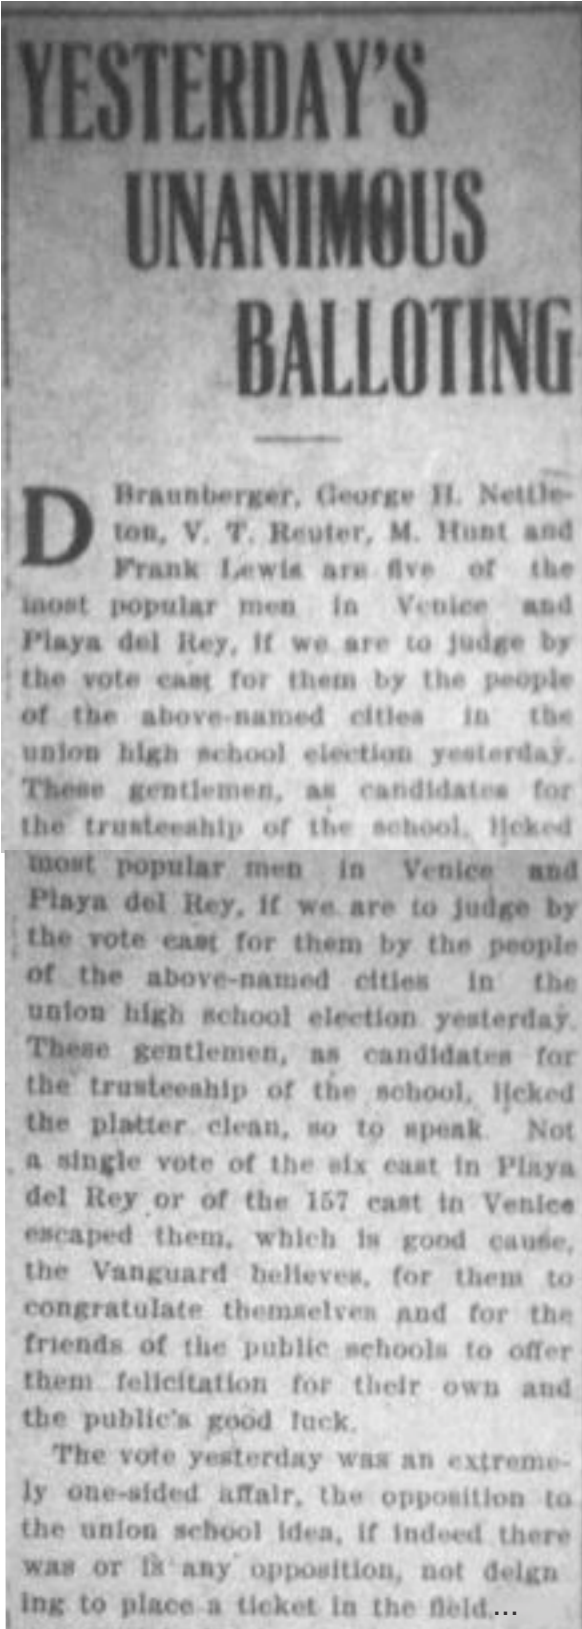 YESTERDAY'S
UNANIMOUS
BALLOTING
D Braunberger, George H. Nettle-
ton, V. T. Reuter, M. Hunt and
Frank Lewis are five of the
most popular men in Venice and
Playa del Rey, if we are to judge by
the vote cast for them by the people
of the above-named cities in the
union high school election yesterday.
These gentlemen, as candidates for
the trusteeship of the school, licked
most popular men in Venice and
Playa del Rey, if we are to judge by
the vote cast for them by the people
of the above-named cities in the
union high school election yesterday.
These gentlemen, as candidates for
the trusteeship of the school, licked
the platter clean, so to speak. Not
a single vote of the six cast in Playa
del Rey or of the 157 cast in Venice
escaped them, which is good cause,
the Vanguard believes, for them to
congratulate themselves and for the
friends of the public schools to offer
them felicitation for their own and
the public's good luck.
The vote yesterday was an extreme-
ly one-sided affair, the opposition to
the union school idea, if indeed there
was or is any opposition, not deign
ing to place a ticket in the field...